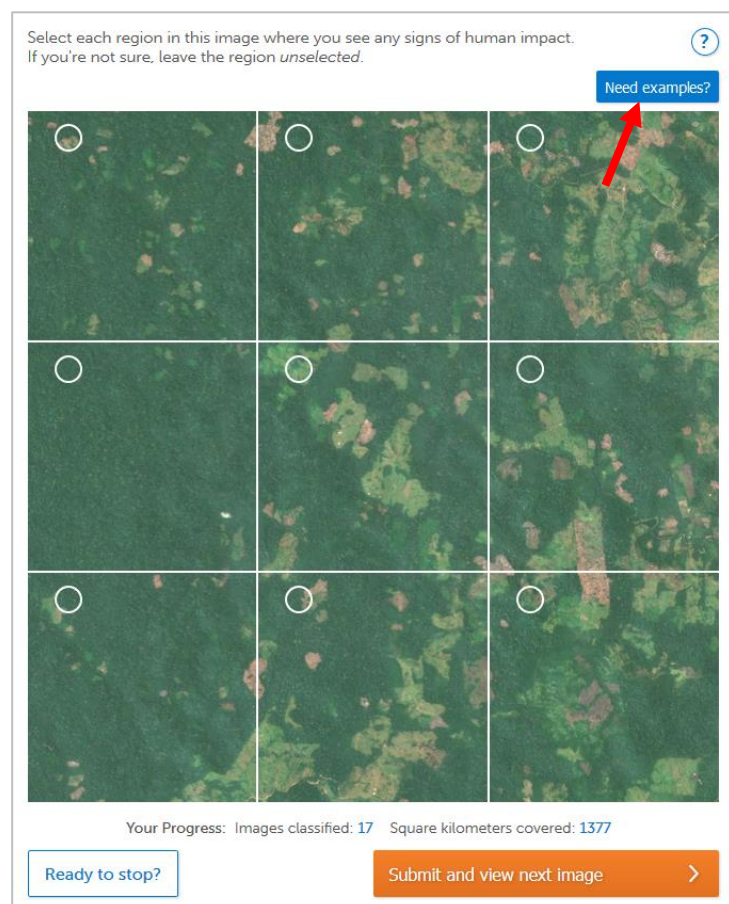 Select each region in this image where you see any signs of human impact.
If you're not sure, leave the region unselected.
?
Need examples?
Your Progress: Images classified: 17 Square kilometers covered: 1377
Ready to stop?
Submit and view next image